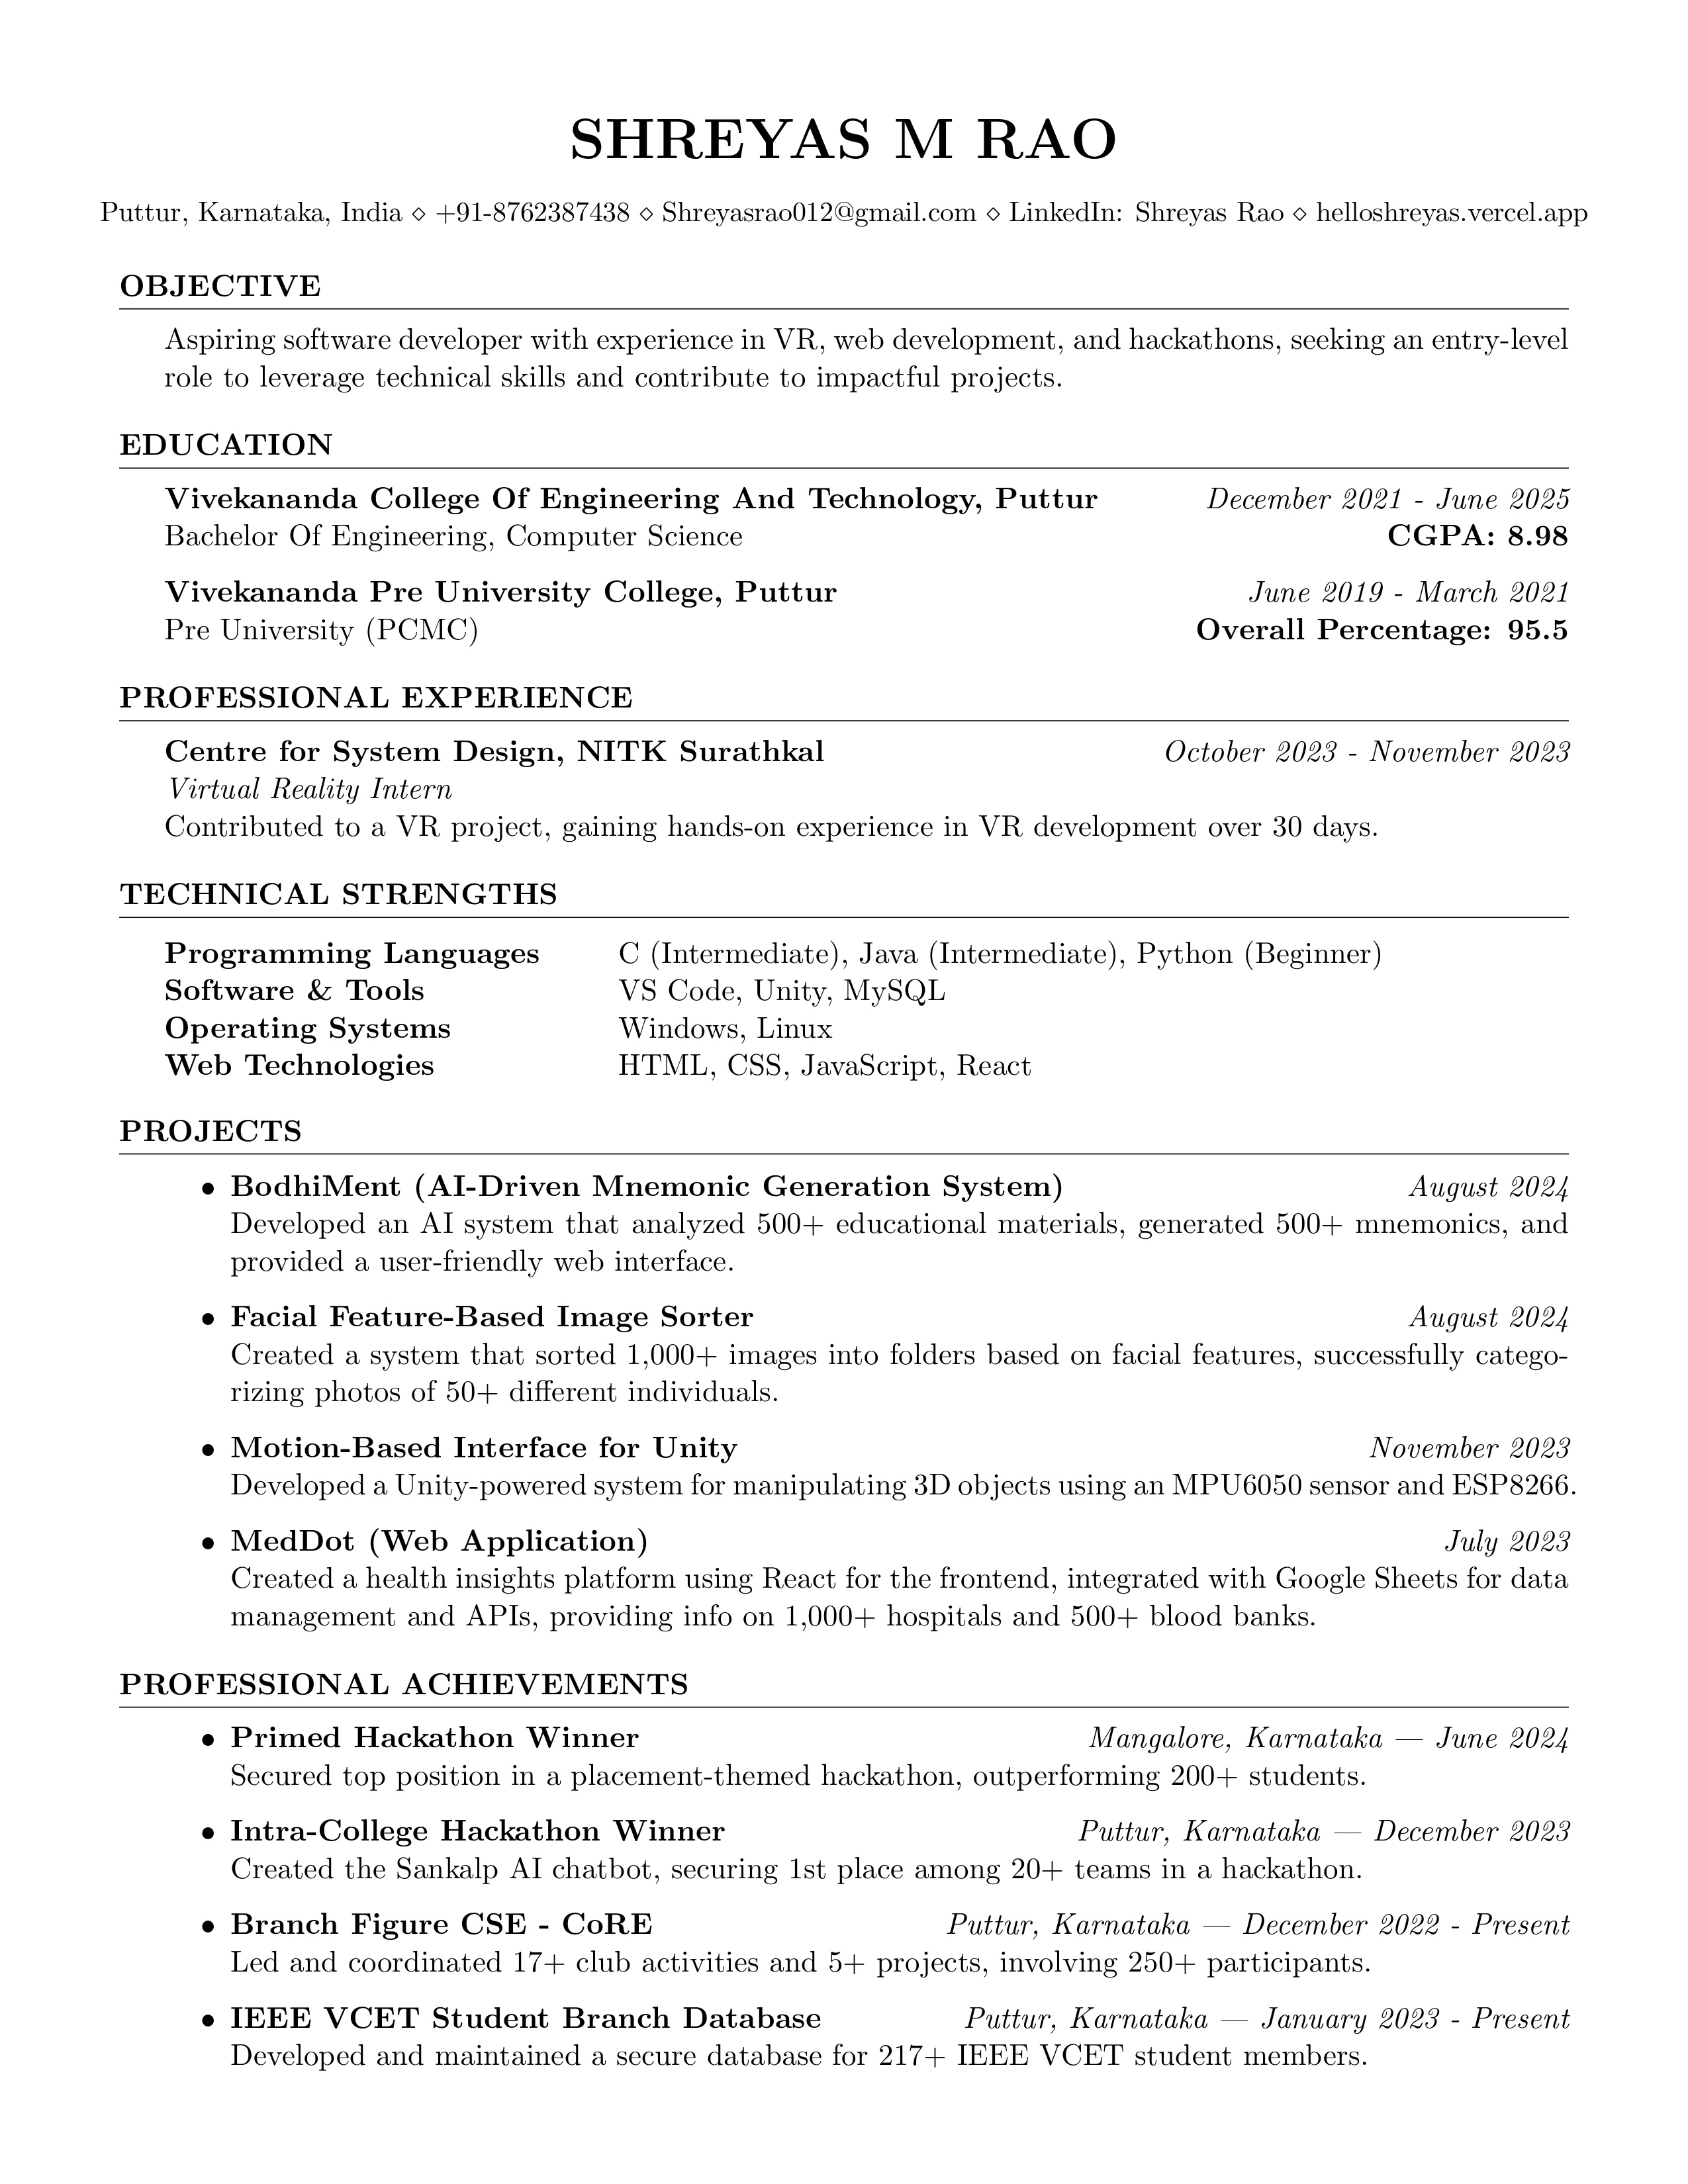 SHREYAS M RAO
Puttur, Karnataka, India ⋄ +91-8762387438 ⋄ Shreyasrao012@gmail.com ⋄ LinkedIn: Shreyas Rao ⋄ helloshreyas.vercel.app
OBJECTIVE
Aspiring software developer with experience in VR, web development, and hackathons, seeking an entry-level
role to leverage technical skills and contribute to impactful projects.
EDUCATION
Vivekananda College Of Engineering And Technology, Puttur December 2021 - June 2025
Bachelor Of Engineering, Computer Science CGPA: 8.98
Vivekananda Pre University College, Puttur June 2019 - March 2021
Pre University (PCMC) Overall Percentage: 95.5
PROFESSIONAL EXPERIENCE
Centre for System Design, NITK Surathkal October 2023 - November 2023
Virtual Reality Intern
Contributed to a VR project, gaining hands-on experience in VR development over 30 days.
TECHNICAL STRENGTHS
Programming Languages C (Intermediate), Java (Intermediate), Python (Beginner)
Software & Tools VS Code, Unity, MySQL
Operating Systems Windows, Linux
Web Technologies HTML, CSS, JavaScript, React
PROJECTS
• BodhiMent (AI-Driven Mnemonic Generation System) August 2024
Developed an AI system that analyzed 500+ educational materials, generated 500+ mnemonics, and
provided a user-friendly web interface.
• Facial Feature-Based Image Sorter August 2024
Created a system that sorted 1,000+ images into folders based on facial features, successfully catego-
rizing photos of 50+ different individuals.
• Motion-Based Interface for Unity November 2023
Developed a Unity-powered system for manipulating 3D objects using an MPU6050 sensor and ESP8266.
• MedDot (Web Application) July 2023
Created a health insights platform using React for the frontend, integrated with Google Sheets for data
management and APIs, providing info on 1,000+ hospitals and 500+ blood banks.
PROFESSIONAL ACHIEVEMENTS
• Primed Hackathon Winner Mangalore, Karnataka — June 2024
Secured top position in a placement-themed hackathon, outperforming 200+ students.
• Intra-College Hackathon Winner Puttur, Karnataka — December 2023
Created the Sankalp AI chatbot, securing 1st place among 20+ teams in a hackathon.
• Branch Figure CSE - CoRE Puttur, Karnataka — December 2022 - Present
Led and coordinated 17+ club activities and 5+ projects, involving 250+ participants.
• IEEE VCET Student Branch Database Puttur, Karnataka — January 2023 - Present
Developed and maintained a secure database for 217+ IEEE VCET student members.